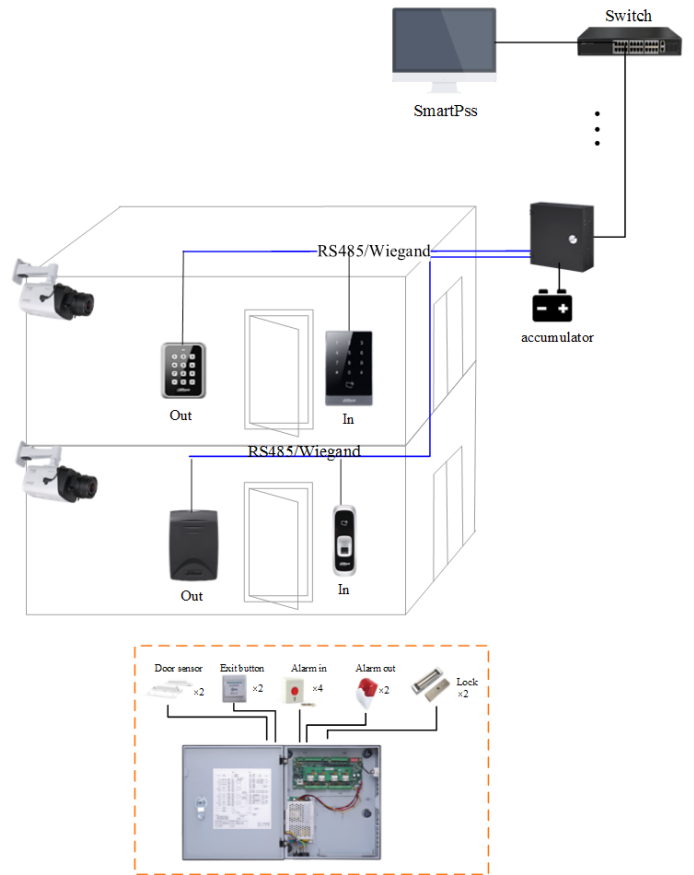 Switch
SmartPss
RS485/Wiegand
accumulator
Out
In
RS485/Wiegand
Out
In
Door sensor
×2
Exit button
×2
Alarm in
×4
Alarm out
×2
Lock
×2